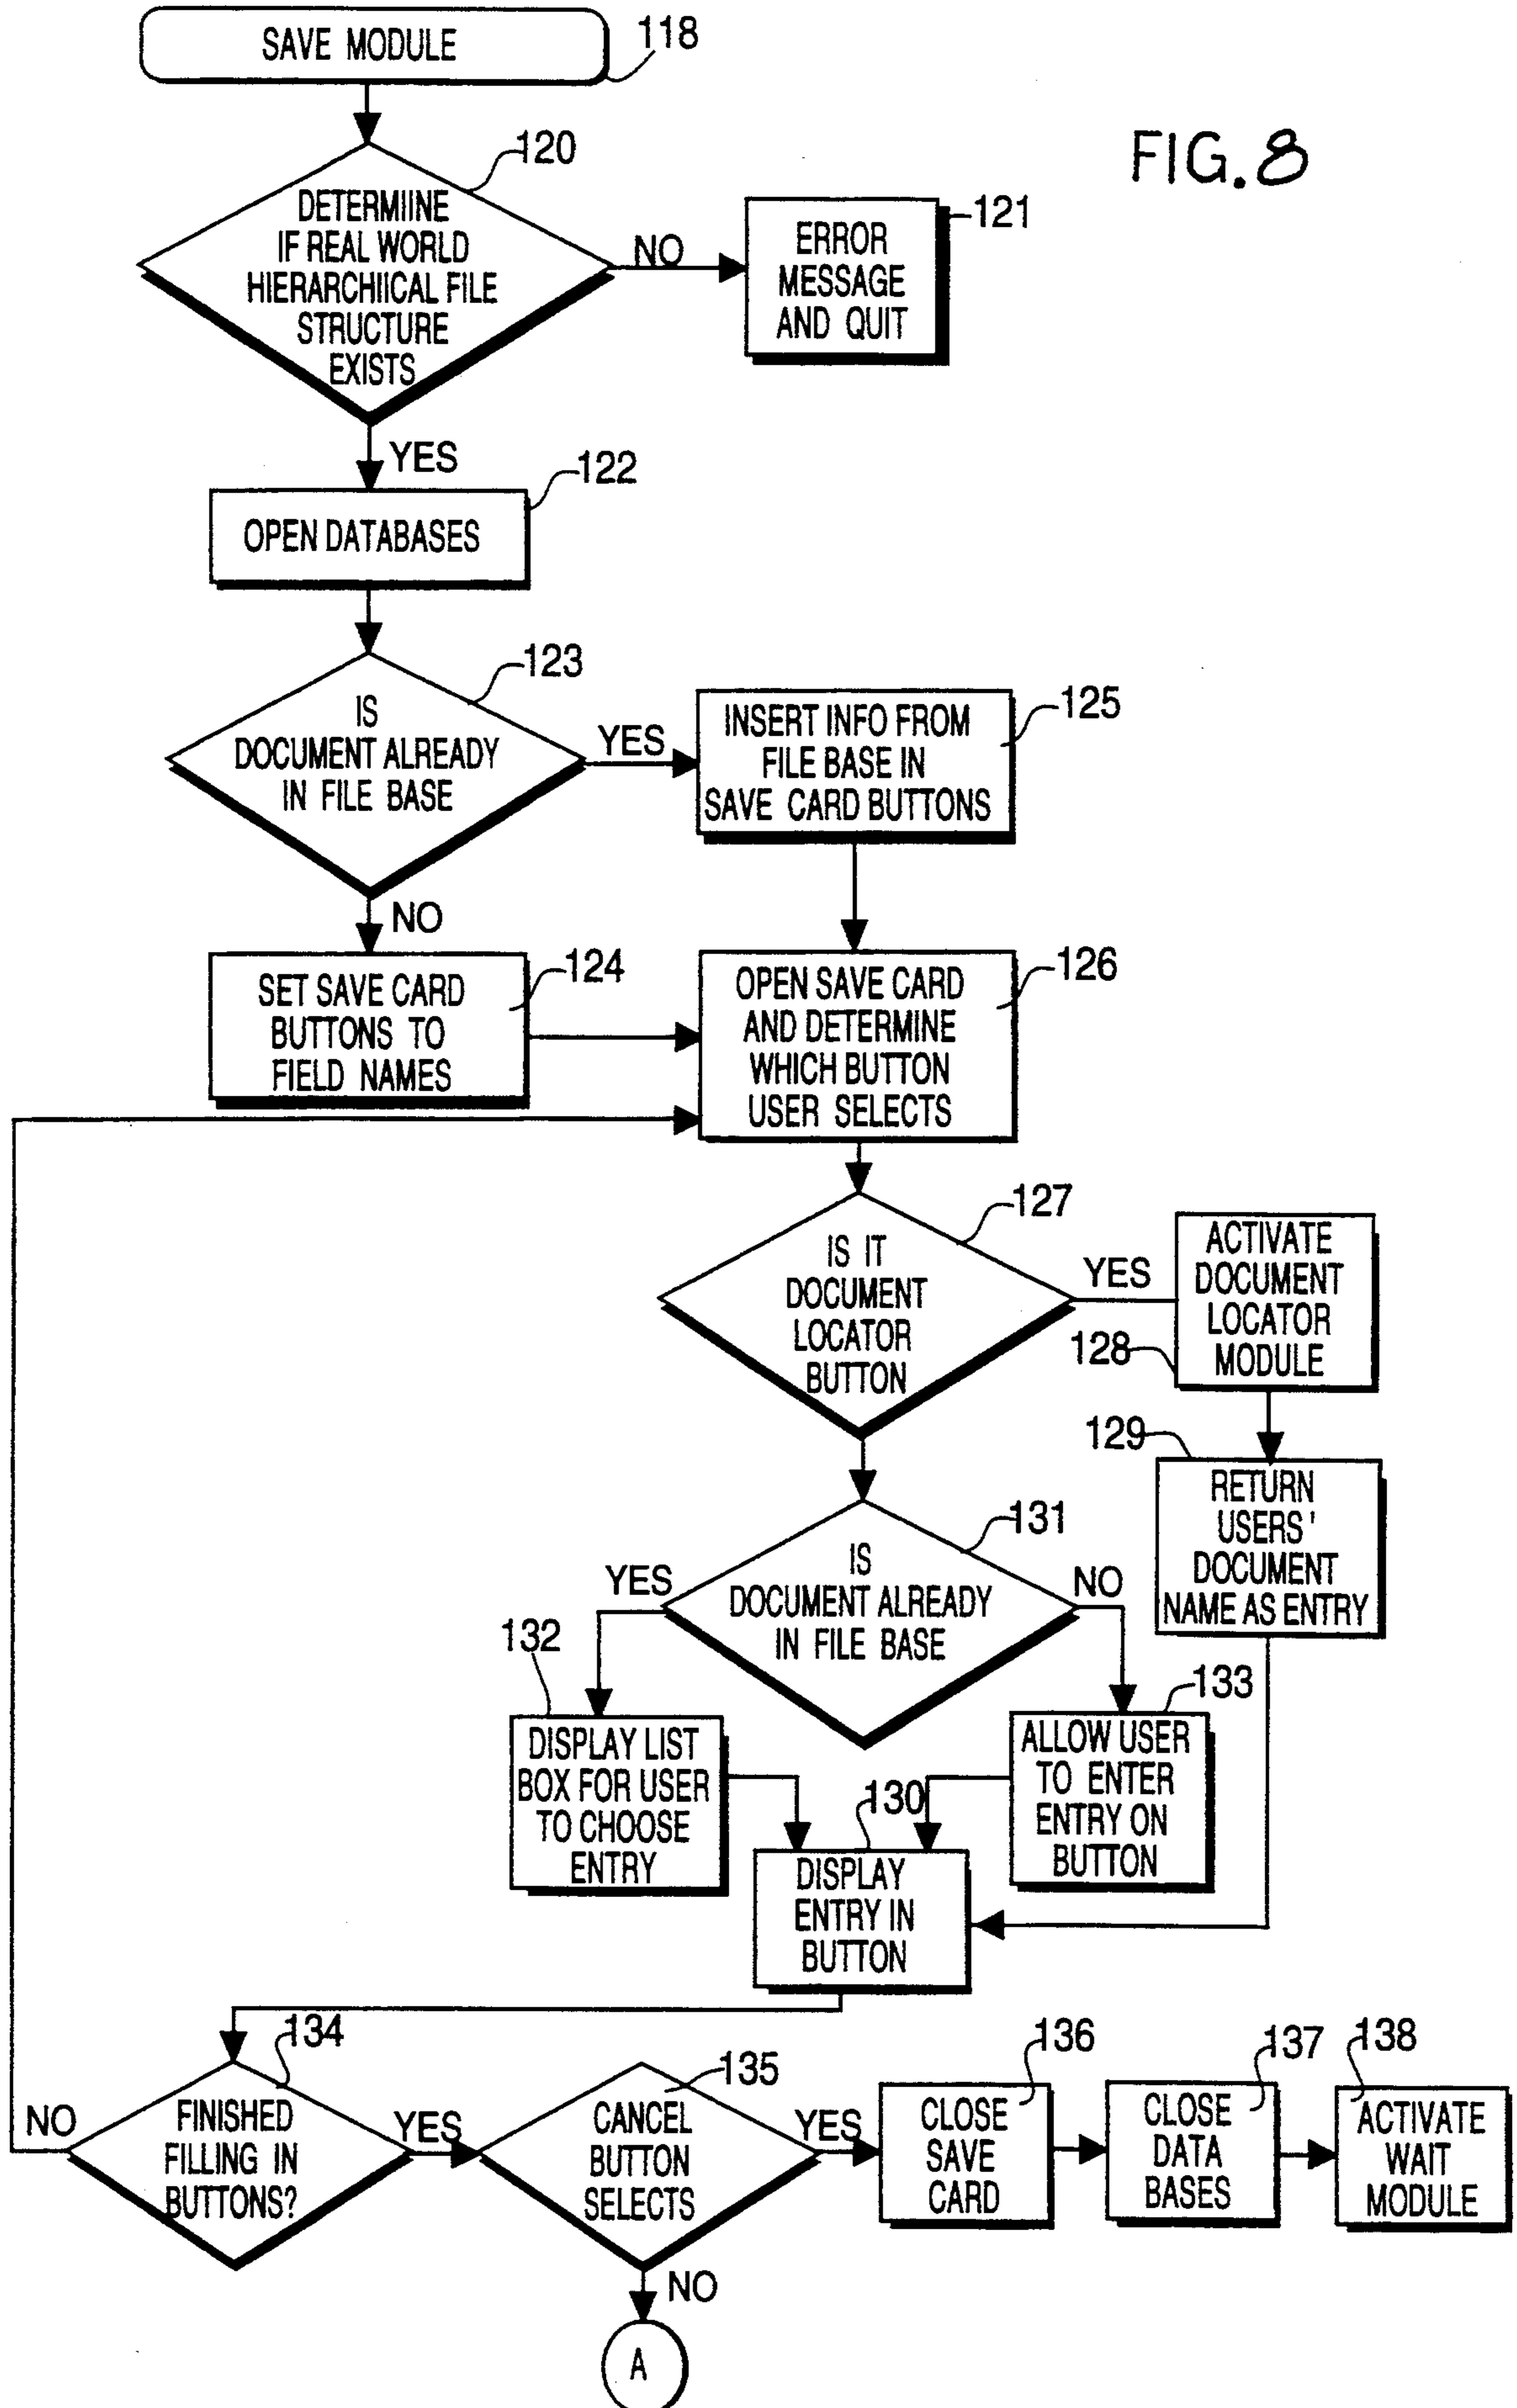 SAVE MODULE
118
FIG. 8
120
DETERMIINE
IF REAL WORLD
HIERARCHIICAL FILE
STRUCTURE
EXISTS
NO
121
ERROR
MESSAGE
AND QUIT
YES
122
OPEN DATABASES
123
IS
DOCUMENT ALREADY
IN FILE BASE
YES
125
INSERT INFO FROM
FILE BASE IN
SAVE CARD BUTTONS
NO
124
SET SAVE CARD
BUTTONS TO
FIELD NAMES
126
OPEN SAVE CARD
AND DETERMINE
WHICH BUTTON
USER SELECTS
127
IS IT
DOCUMENT
LOCATOR
BUTTON
YES
ACTIVATE
DOCUMENT
LOCATOR
MODULE
128
129
RETURN
USERS'
DOCUMENT
NAME AS ENTRY
131
IS
DOCUMENT ALREADY
IN FILE BASE
YES
NO
132
DISPLAY LIST
BOX FOR USER
TO CHOOSE
ENTRY
133
ALLOW USER
TO ENTER
ENTRY ON
BUTTON
130
DISPLAY
ENTRY IN
BUTTON
134
FINISHED
FILLING IN
BUTTONS?
NO
YES
135
CANCEL
BUTTON
SELECTS
YES
136
CLOSE
SAVE
CARD
137
CLOSE
DATA
BASES
138
ACTIVATE
WAIT
MODULE
NO
A